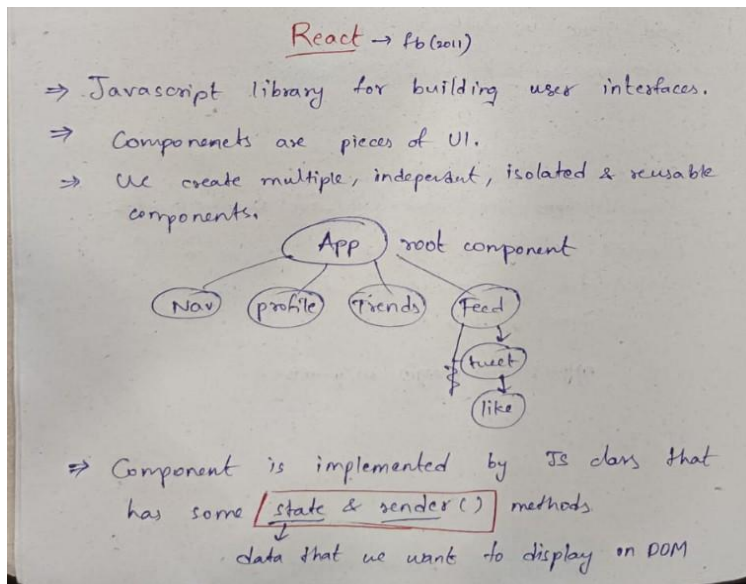 React → fb(2011)
⇒ Javascript library for building user interfaces.
⇒ Componenets are pieces of UI.
⇒ We create multiple, indepedant, isolated & reusable
components.
App root component
Nav profile Trends Feed
tweet
like
⇒ Component is implemented by JS class that
has some state & render() methods.
data that we want to display on DOM